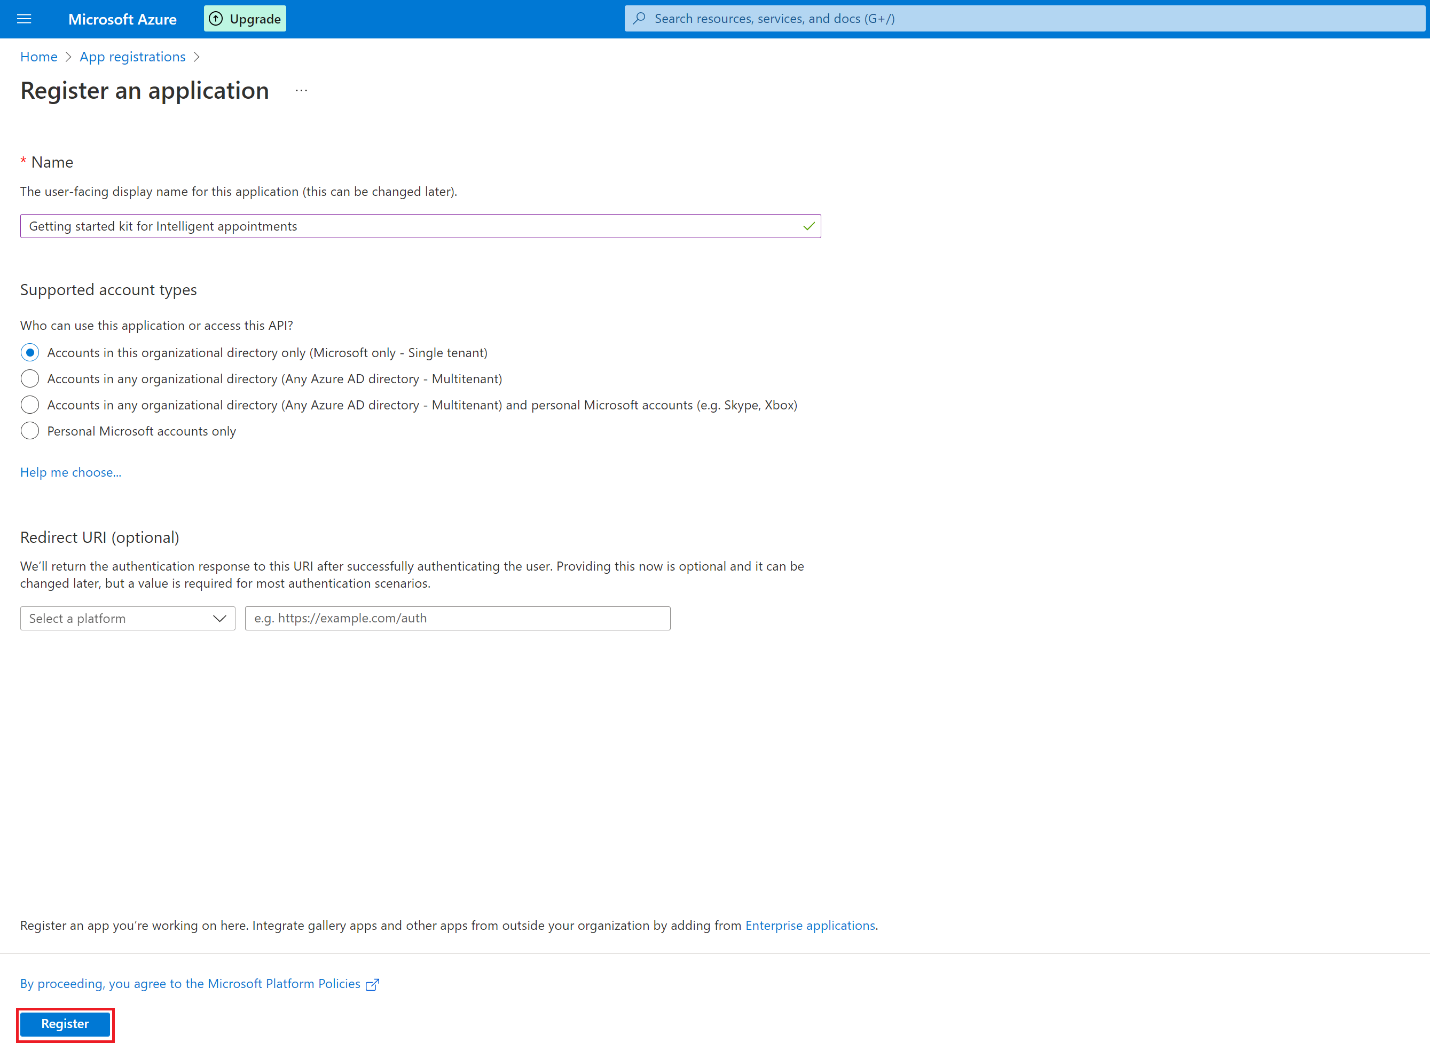 Microsoft Azure
Upgrade
Search resources, services, and docs (G+/)
Home > App registrations >
Register an application ...
* Name
The user-facing display name for this application (this can be changed later).
Getting started kit for Intelligent appointments
Supported account types
Who can use this application or access this API?
Accounts in this organizational directory only (Microsoft only - Single tenant)
Accounts in any organizational directory (Any Azure AD directory - Multitenant)
Accounts in any organizational directory (Any Azure AD directory - Multitenant) and personal Microsoft accounts (e.g. Skype, Xbox)
Personal Microsoft accounts only
Help me choose...
Redirect URI (optional)
We'll return the authentication response to this URI after successfully authenticating the user. Providing this now is optional and it can be
changed later, but a value is required for most authentication scenarios.
Select a platform
e.g. https://example.com/auth
Register an app you're working on here. Integrate gallery apps and other apps from outside your organization by adding from Enterprise applications.
By proceeding, you agree to the Microsoft Platform Policies
Register